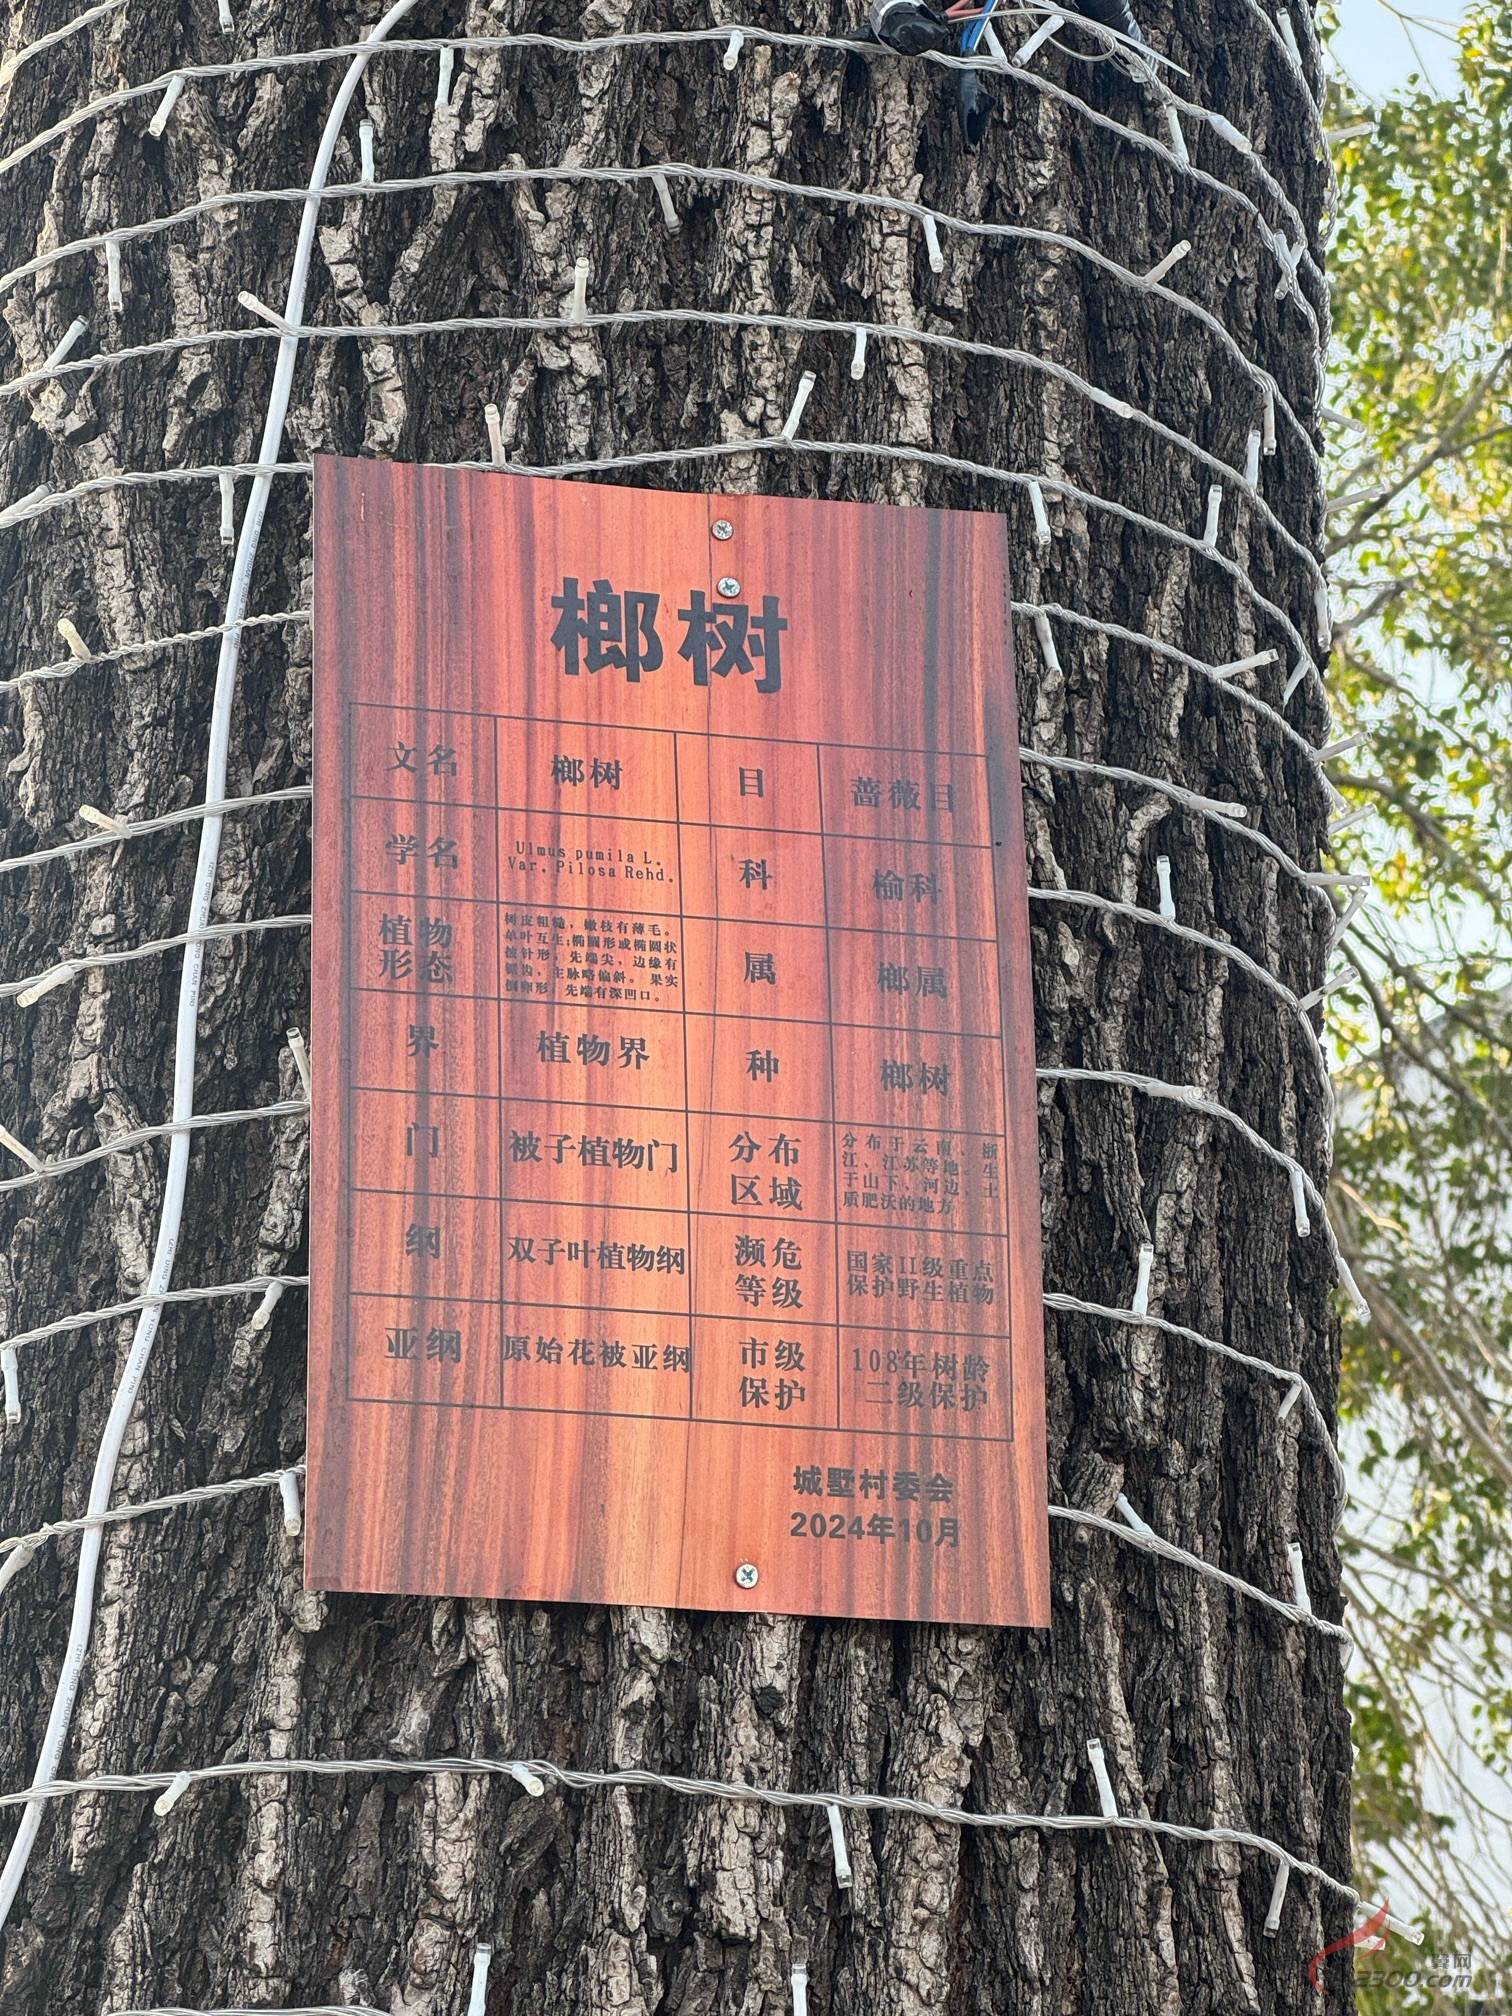 榔树
文名 榔树 目 蔷薇目
学名 Ulmus pumila L. Var. Pilosa Rehd. 科 榆科
植物形态
树皮粗糙，嫩枝有薄毛。
单叶互生;椭圆形或椭圆状
披针形，先端尖，边缘有
锯齿，主脉略偏斜。果实
倒卵形，先端有深凹口。
属 榔属
界 植物界 种 榔树
门 被子植物门 分布区域
分布于云南、浙
江、江苏等地。生
于山下、河边、土
质肥沃的地方
纲 双子叶植物纲 濒危等级
国家II级重点
保护野生植物
亚纲 原始花被亚纲 市级保护
108年树龄
二级保护
城墅村委会
2024年10月
2300.com